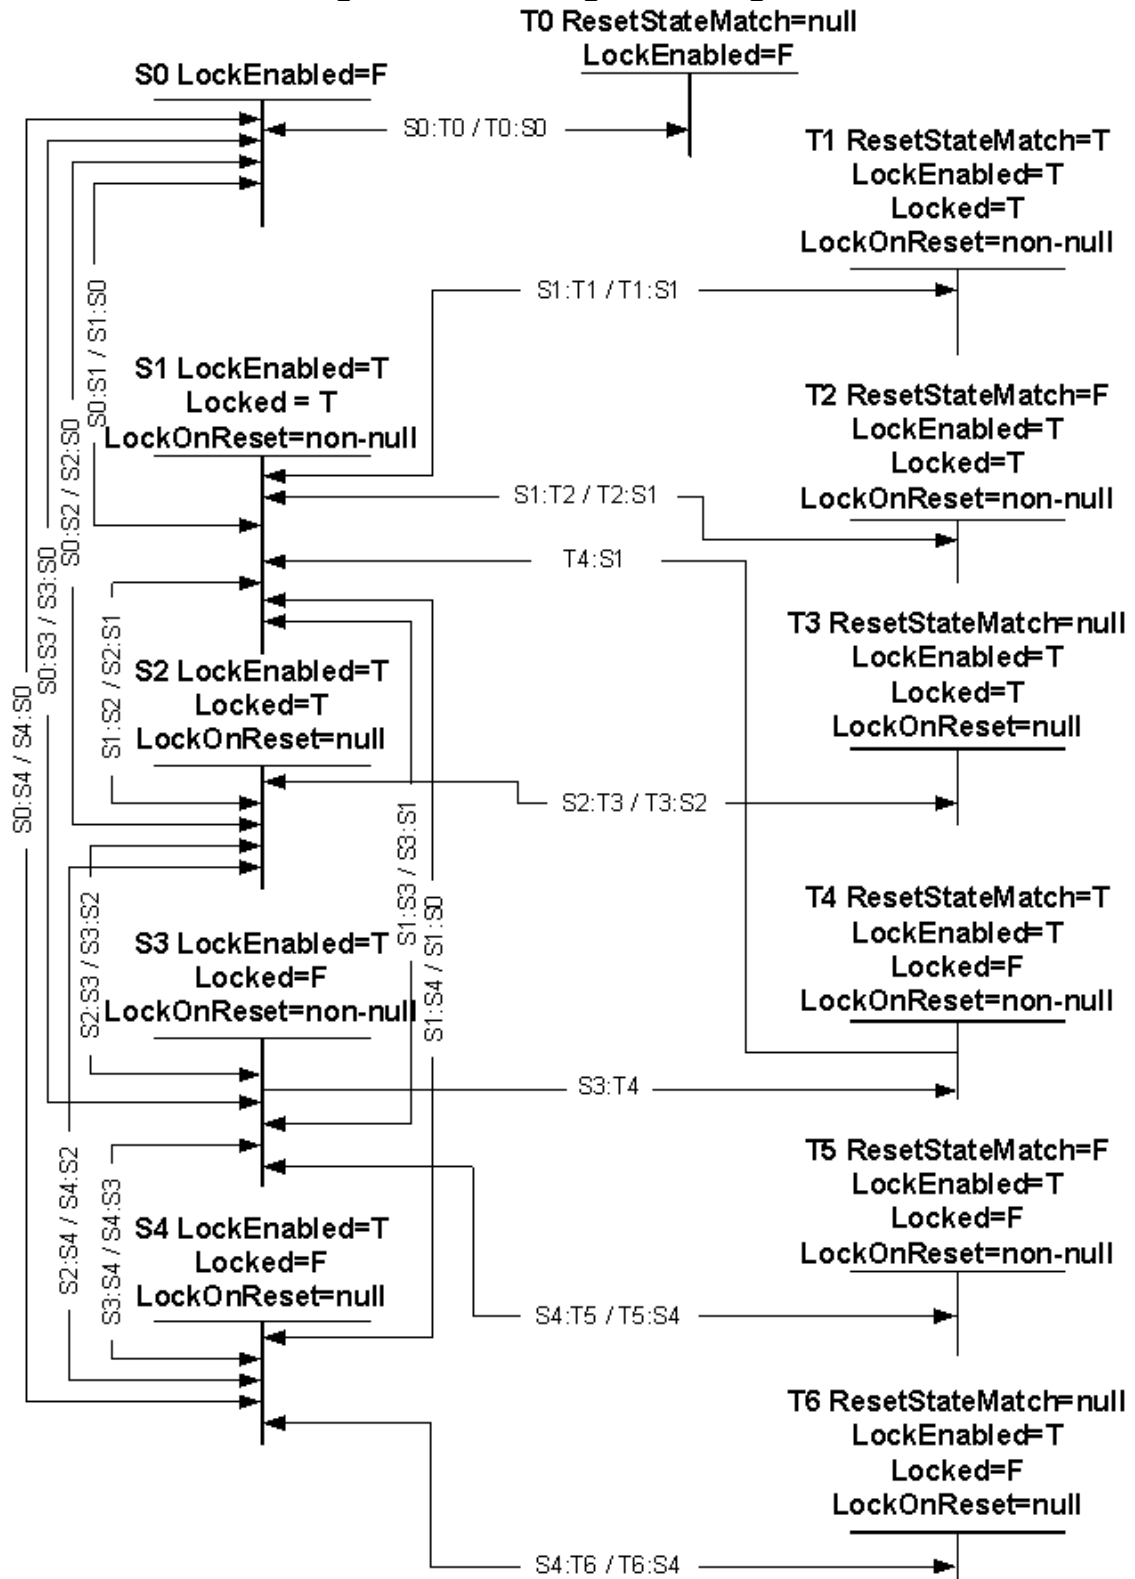 T0 ResetStateMatch=null
LockEnabled=F
S0 LockEnabled=F
S0:T0 / T0:S0
T1 ResetStateMatch=T
LockEnabled=T
Locked=T
LockOnReset=non-null
S1:T1 / T1:S1
S0:S1 / S1:S0
S1 LockEnabled=T
Locked = T
LockOnReset=non-null
T2 ResetStateMatch=F
LockEnabled=T
Locked=T
LockOnReset=non-null
S0:S2 / S2:S0
S1:T2 / T2:S1
T4:S1
S0:S3 / S3:S0
S1:S2 / S2:S1
T3 ResetStateMatch=null
LockEnabled=T
Locked=T
LockOnReset=null
S2 LockEnabled=T
Locked=T
LockOnReset=null
S0:S4 / S4:S0
S2:T3 / T3:S2
S1:S3 / S3:S1
S1:S4 / S1:S0
T4 ResetStateMatch=T
LockEnabled=T
Locked=F
LockOnReset=non-null
S2:S3 / S3:S2
S3 LockEnabled=T
Locked=F
LockOnReset=non-null
S3:T4
T5 ResetStateMatch=F
LockEnabled=T
Locked=F
LockOnReset=non-null
S2:S4 / S4:S2
S3:S4 / S4:S3
S4 LockEnabled=T
Locked=F
LockOnReset=null
S4:T5 / T5:S4
T6 ResetStateMatch=null
LockEnabled=T
Locked=F
LockOnReset=null
S4:T6 / T6:S4